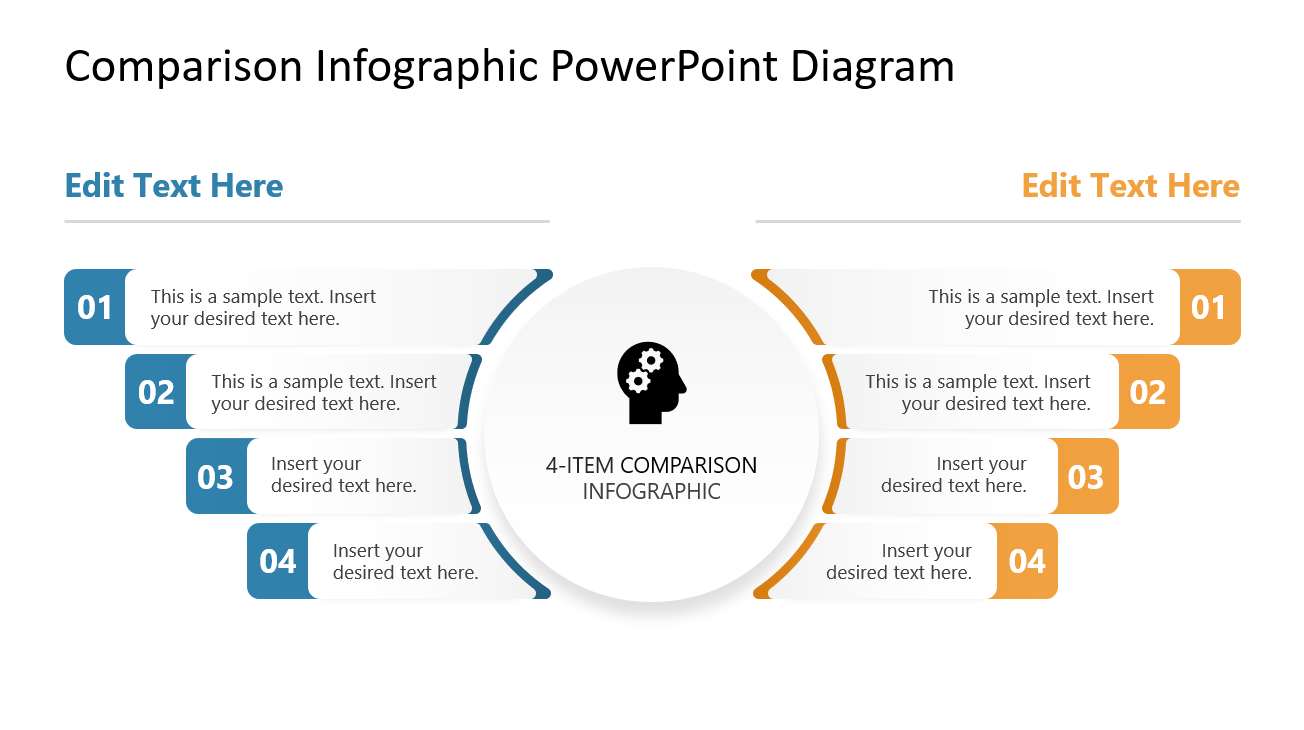 Comparison Infographic PowerPoint Diagram
Edit Text Here
01
This is a sample text. Insert
your desired text here.
02
This is a sample text. Insert
your desired text here.
03
Insert your
desired text here.
04
Insert your
desired text here.
4-ITEM COMPARISON
INFOGRAPHIC
Edit Text Here
This is a sample text. Insert
your desired text here.
01
This is a sample text. Insert
your desired text here.
02
Insert your
desired text here.
03
Insert your
desired text here.
04